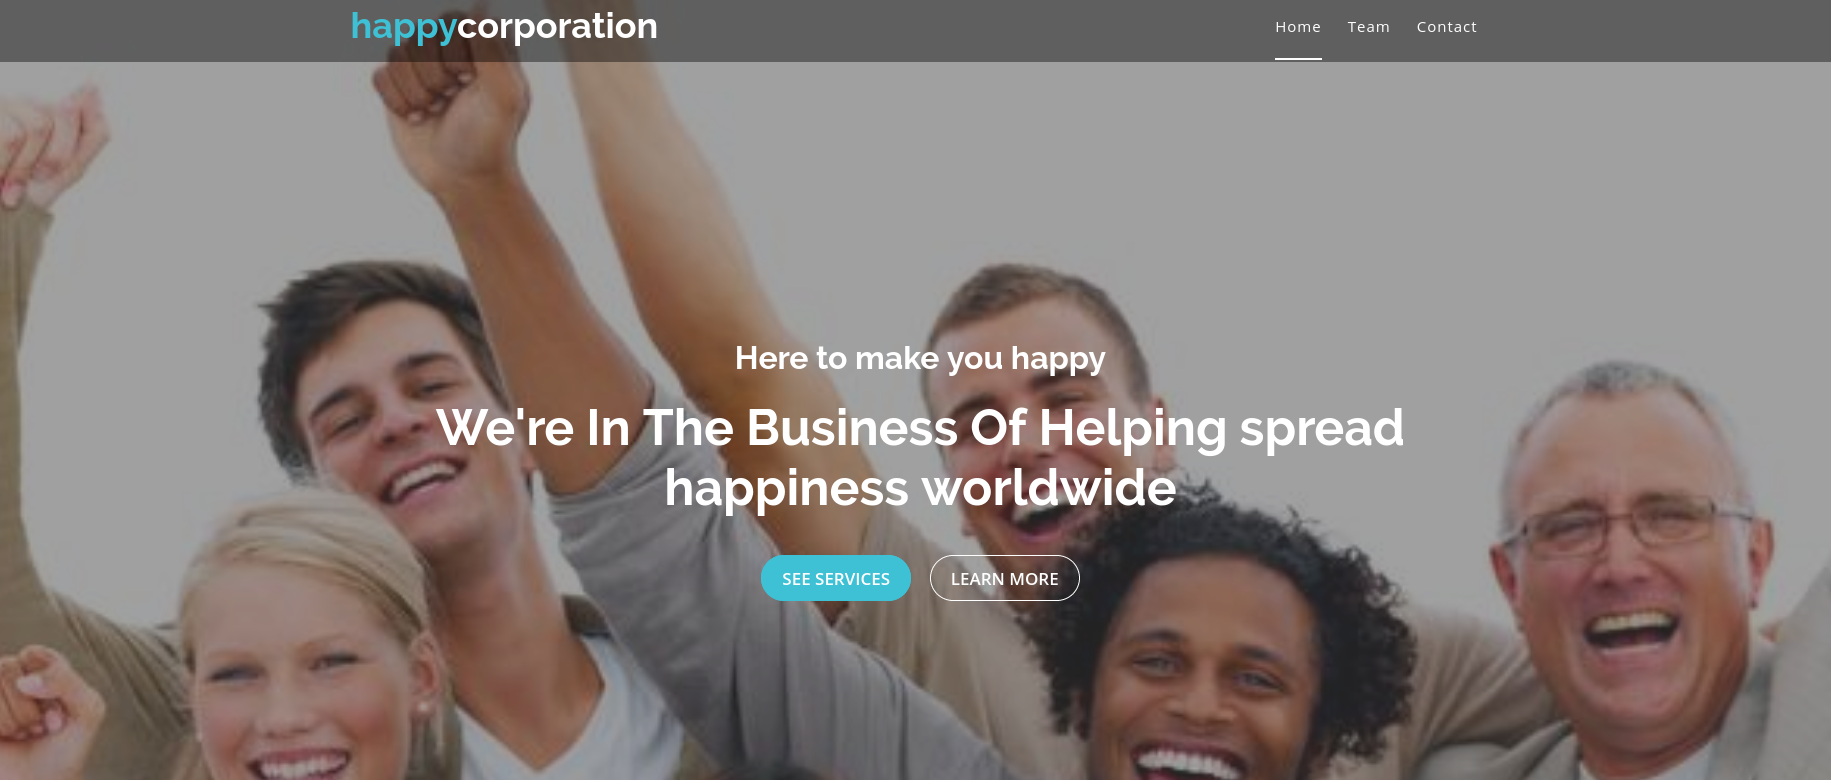 happycorporation
Home Team Contact
Here to make you happy
We're In The Business Of Helping spread
happiness worldwide
SEE SERVICES LEARN MORE